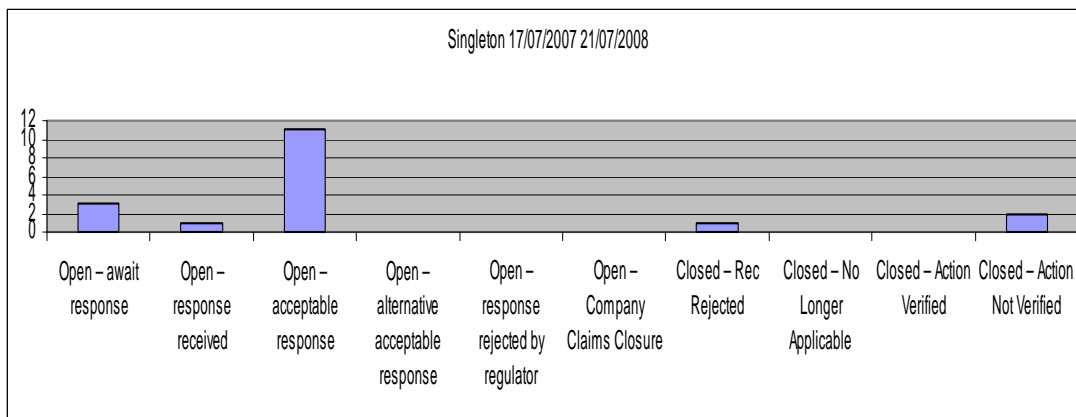 Singleton 17/07/2007 21/07/2008
12
10
8
6
4
2
0
Open – await
response
Open –
response
received
Open –
acceptable
response
Open –
alternative
acceptable
response
Open –
response
rejected by
regulator
Open –
Company
Claims Closure
Closed – Rec
Rejected
Closed – No
Longer
Applicable
Closed – Action
Verified
Closed – Action
Not Verified